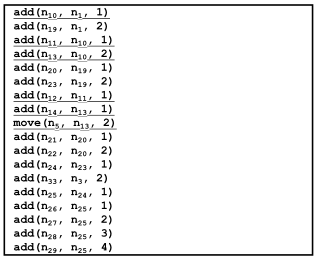 add(n10, n1, 1)
add(n19, n1, 2)
add(n11, n10, 1)
add(n13, n10, 2)
add(n20, n19, 1)
add(n23, n19, 2)
add(n12, n11, 1)
add(n14, n13, 1)
move(n5, n13, 2)
add(n21, n20, 1)
add(n22, n20, 2)
add(n24, n23, 1)
add(n33, n3, 2)
add(n25, n24, 1)
add(n26, n25, 1)
add(n27, n25, 2)
add(n28, n25, 3)
add(n29, n25, 4)